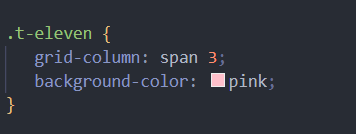 .t-eleven {
grid-column: span 3;
background-color: pink;
}